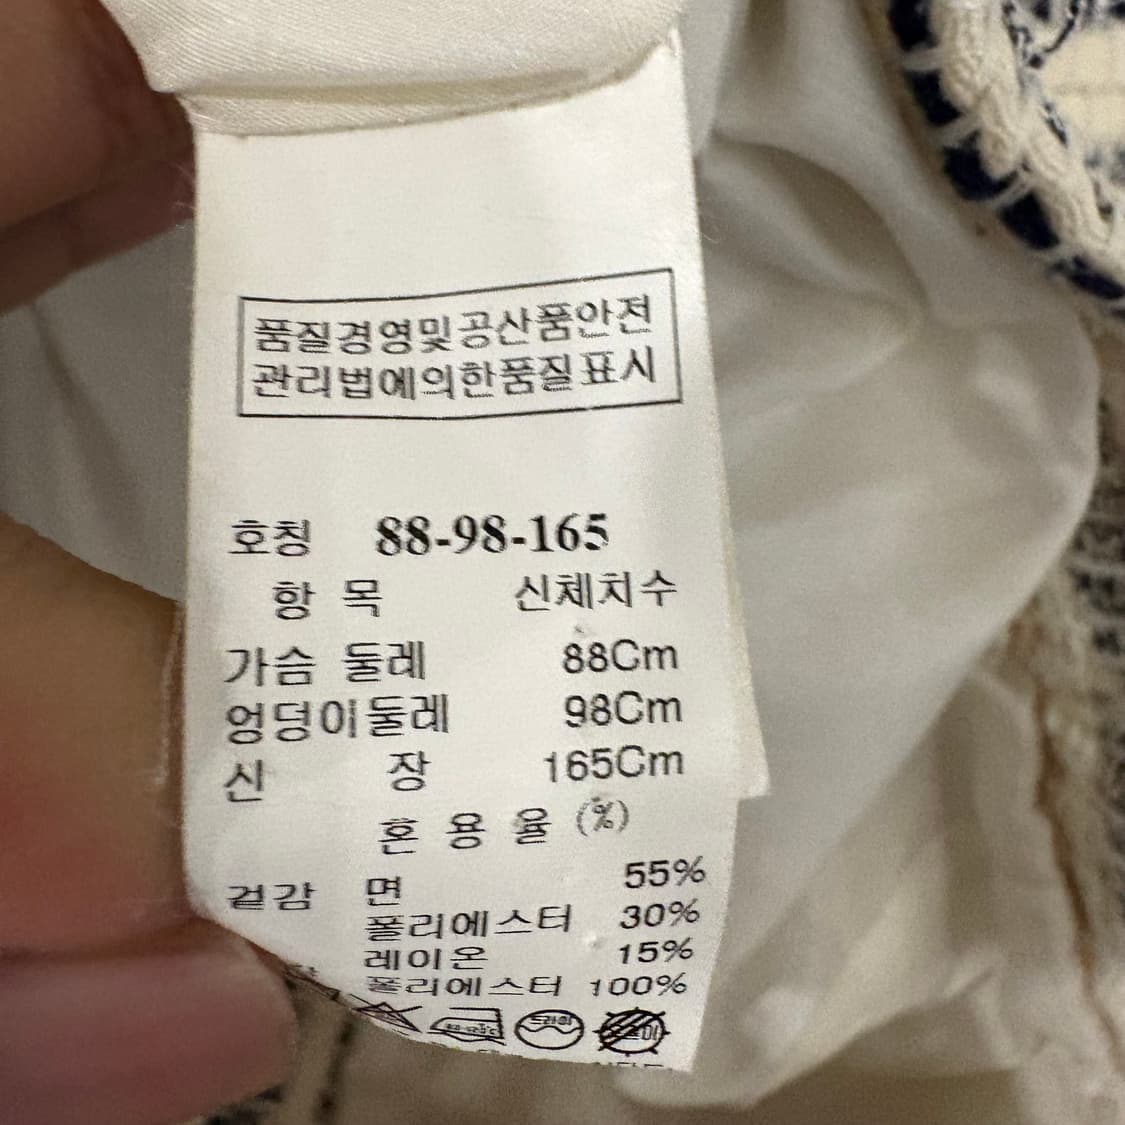 품질경영및공산품안전
관리법에의한품질표시
호칭 88-98-165
항 목 신체치수
가슴 둘레 88Cm
엉덩이둘레 98Cm
신 장 165Cm
혼 용 율 (%)
겉감 면 55%
폴리에스터 30%
레이온 15%
폴리에스터 100%
드라이